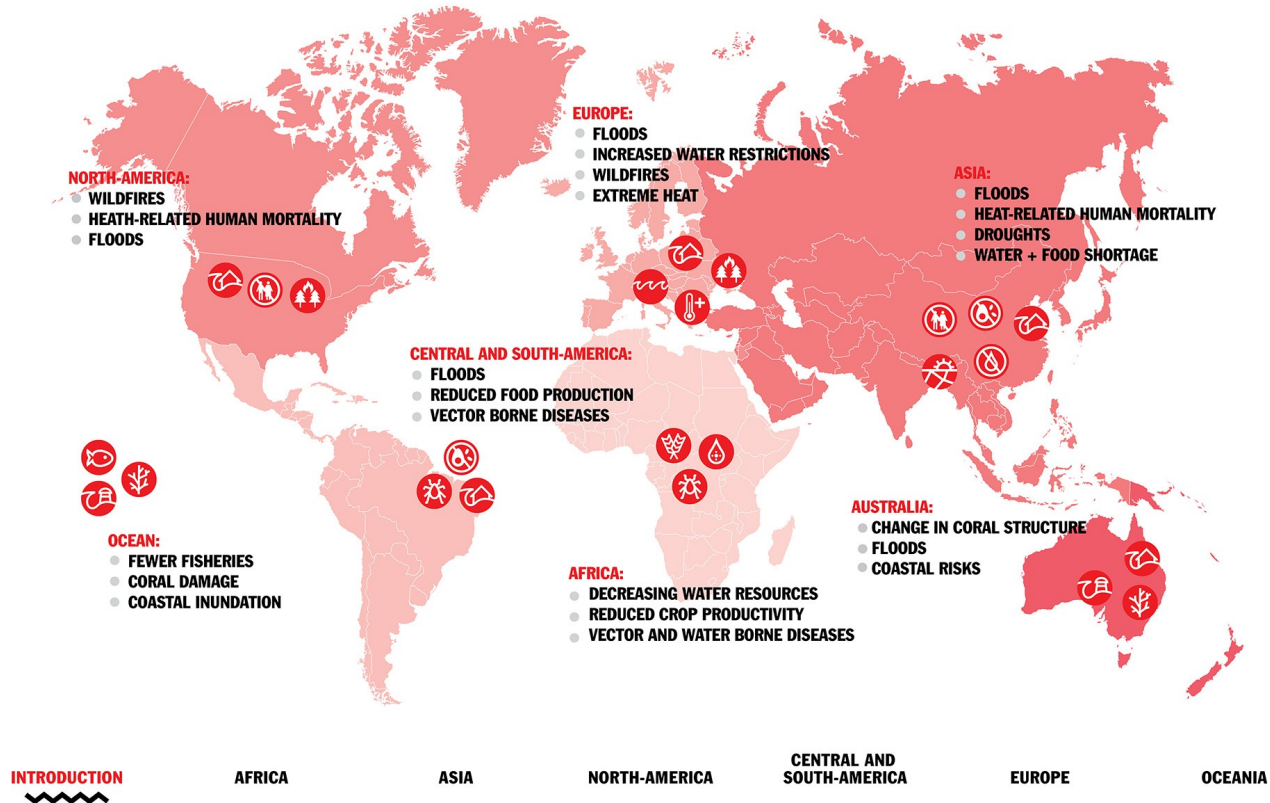 EUROPE:
FLOODS
INCREASED WATER RESTRICTIONS
WILDFIRES
EXTREME HEAT
NORTH-AMERICA:
WILDFIRES
HEATH-RELATED HUMAN MORTALITY
FLOODS
ASIA:
FLOODS
HEAT-RELATED HUMAN MORTALITY
DROUGHTS
WATER + FOOD SHORTAGE
CENTRAL AND SOUTH-AMERICA:
FLOODS
REDUCED FOOD PRODUCTION
VECTOR BORNE DISEASES
OCEAN:
FEWER FISHERIES
CORAL DAMAGE
COASTAL INUNDATION
AFRICA:
DECREASING WATER RESOURCES
REDUCED CROP PRODUCTIVITY
VECTOR AND WATER BORNE DISEASES
AUSTRALIA:
CHANGE IN CORAL STRUCTURE
FLOODS
COASTAL RISKS
INTRODUCTION
AFRICA
ASIA
NORTH-AMERICA
CENTRAL AND
SOUTH-AMERICA
EUROPE
OCEANIA